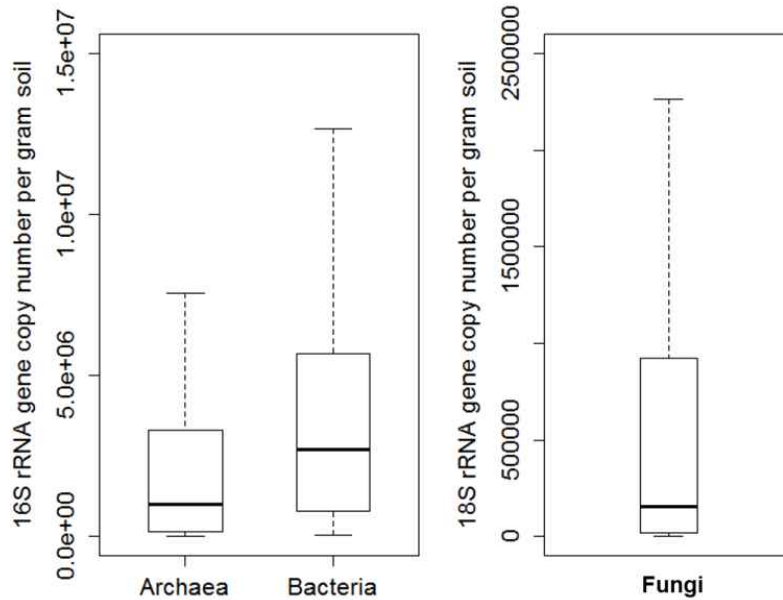 16S rRNA gene copy number per gram soil
1.5e+07
1.0e+07
5.0e+06
0.0e+00
Archaea
Bacteria
18S rRNA gene copy number per gram soil
2500000
1500000
500000
0
Fungi